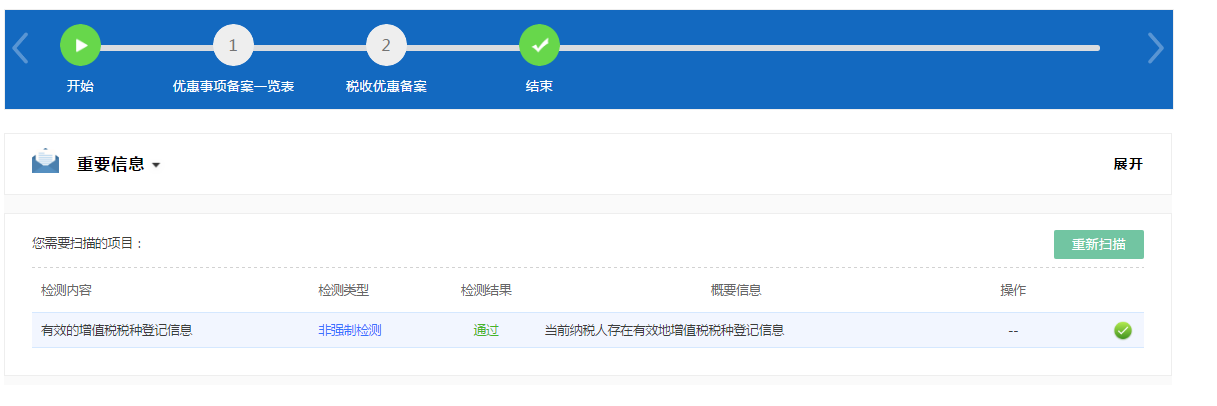 1 2
开始 优惠事项备案一览表 税收优惠备案 结束
重要信息 展开
您需要扫描的项目： 重新扫描
检测内容 检测类型 检测结果 概要信息 操作
有效的增值税税种登记信息 非强制检测 通过 当前纳税人存在有效地增值税税种登记信息 --